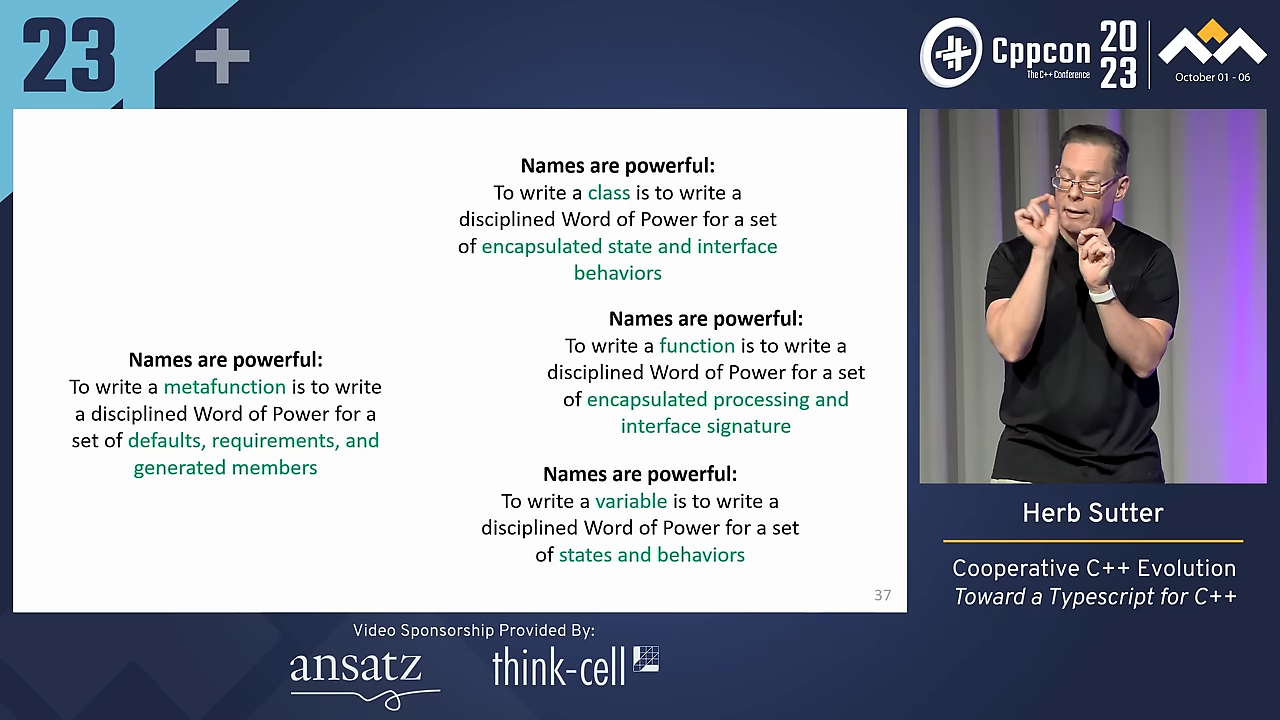 23
Cppcon
The C++ Conference
20
23
October 01 - 06
Names are powerful:
To write a class is to write a
disciplined Word of Power for a set
of encapsulated state and interface
behaviors
Names are powerful:
To write a function is to write a
disciplined Word of Power for a set
of encapsulated processing and
interface signature
Names are powerful:
To write a metafunction is to write
a disciplined Word of Power for a
set of defaults, requirements, and
generated members
Names are powerful:
To write a variable is to write a
disciplined Word of Power for a set
of states and behaviors
37
Herb Sutter
Cooperative C++ Evolution
Toward a Typescript for C++
Video Sponsorship Provided By:
ansatz
think-cell